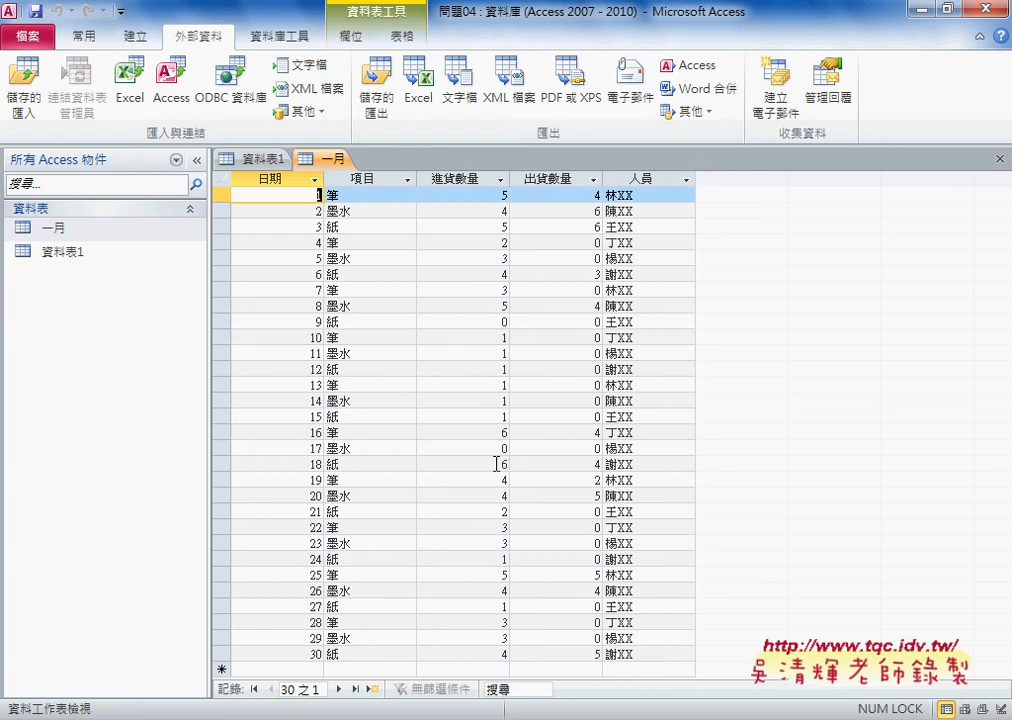 問題04 : 資料庫 (Access 2007 - 2010) - Microsoft Access
資料表工具
檔案 常用 建立 外部資料 資料庫工具 欄位 表格
儲存的匯入 連結資料表管理員 Excel Access ODBC 資料庫 文字檔 XML 檔案 其他
匯入與連結
儲存的匯出 Excel 文字檔 XML 檔案 PDF 或 XPS 電子郵件 Access Word 合併 其他
匯出
建立電子郵件 管理回覆
收集資料
所有 Access 物件
搜尋...
資料表
一月
資料表1
資料表1 一月
日期 項目 進貨數量 出貨數量 人員
1 筆 5 4 林XX
2 墨水 4 6 陳XX
3 紙 5 6 王XX
4 筆 2 0 丁XX
5 墨水 3 0 楊XX
6 紙 4 3 謝XX
7 筆 3 0 林XX
8 墨水 5 4 陳XX
9 紙 0 0 王XX
10 筆 1 0 丁XX
11 墨水 1 0 楊XX
12 紙 1 0 謝XX
13 筆 1 0 林XX
14 墨水 1 0 陳XX
15 紙 1 0 王XX
16 筆 6 4 丁XX
17 墨水 0 0 楊XX
18 紙 6 4 謝XX
19 筆 4 2 林XX
20 墨水 4 5 陳XX
21 紙 2 0 王XX
22 筆 3 0 丁XX
23 墨水 3 0 楊XX
24 紙 1 0 謝XX
25 筆 5 5 林XX
26 墨水 4 4 陳XX
27 紙 1 0 王XX
28 筆 3 0 丁XX
29 墨水 3 0 楊XX
30 紙 4 5 謝XX
http://www.tqc.idv.tw/
吳清輝老師錄製
記錄: 30 之 1 無篩選條件 搜尋
資料工作表檢視 NUM LOCK